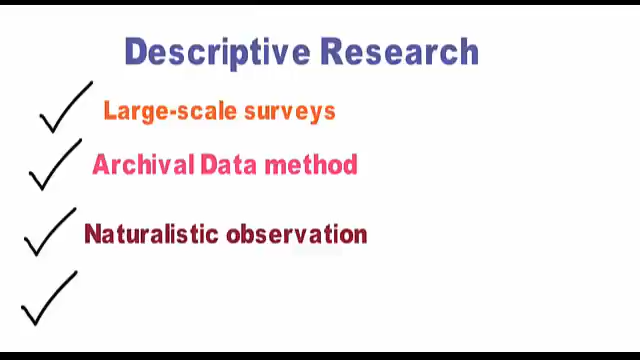 Descriptive Research
Large-scale surveys
Archival Data method
Naturalistic observation